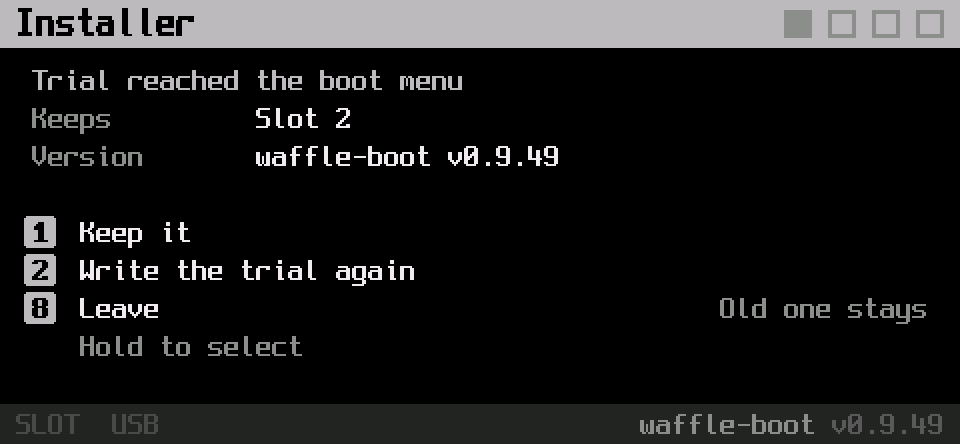 Installer
Trial reached the boot menu
Keeps Slot 2
Version waffle-boot v0.9.49
1 Keep it
2 Write the trial again
8 Leave Old one stays
Hold to select
SLOT USB waffle-boot v0.9.49